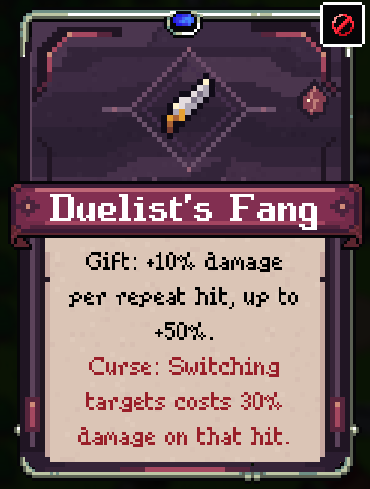 Duelist's Fang
Gift: +10% damage
per repeat hit, up to
+50%.
Curse: Switching
targets costs 30%
damage on that hit.